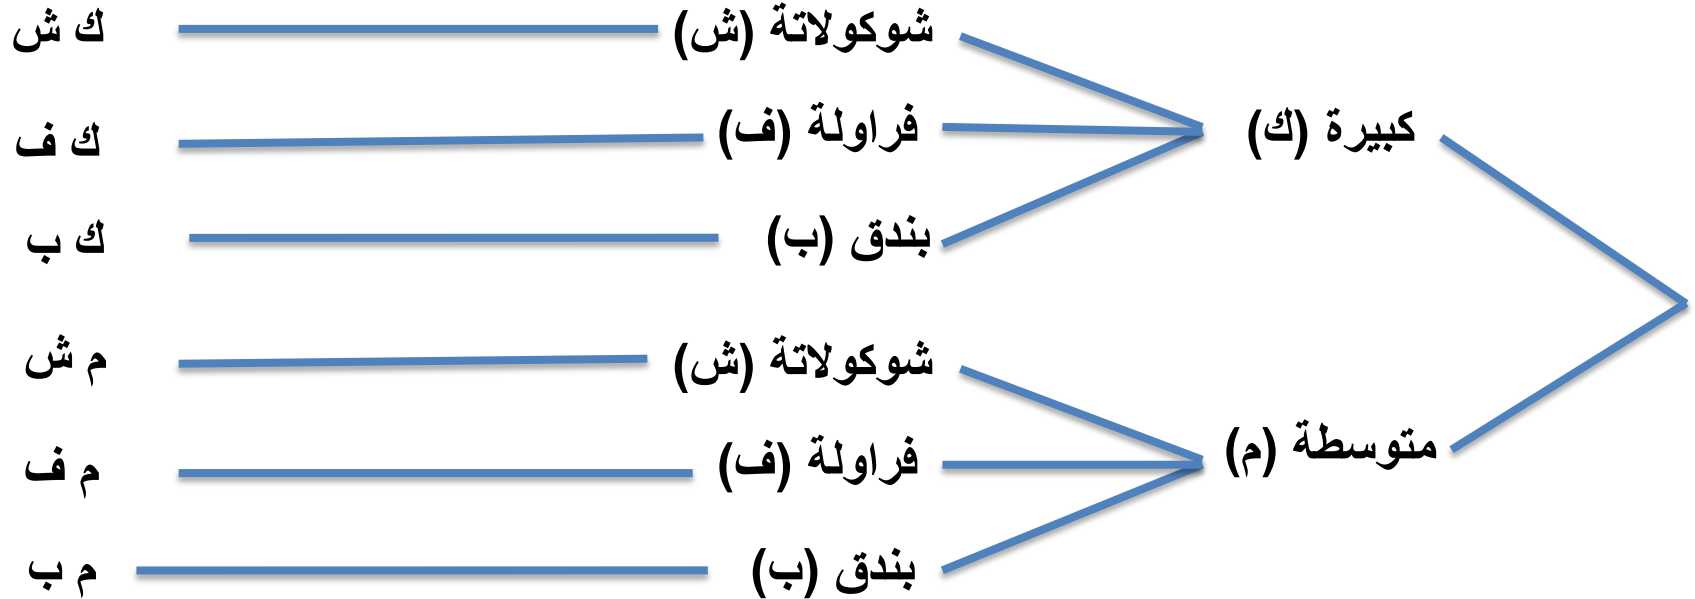 شوكولاتة (ش) ك ش
كبيرة (ك) فراولة (ف) ك ف
بندق (ب) ك ب
شوكولاتة (ش) م ش
متوسطة (م) فراولة (ف) م ف
بندق (ب) م ب